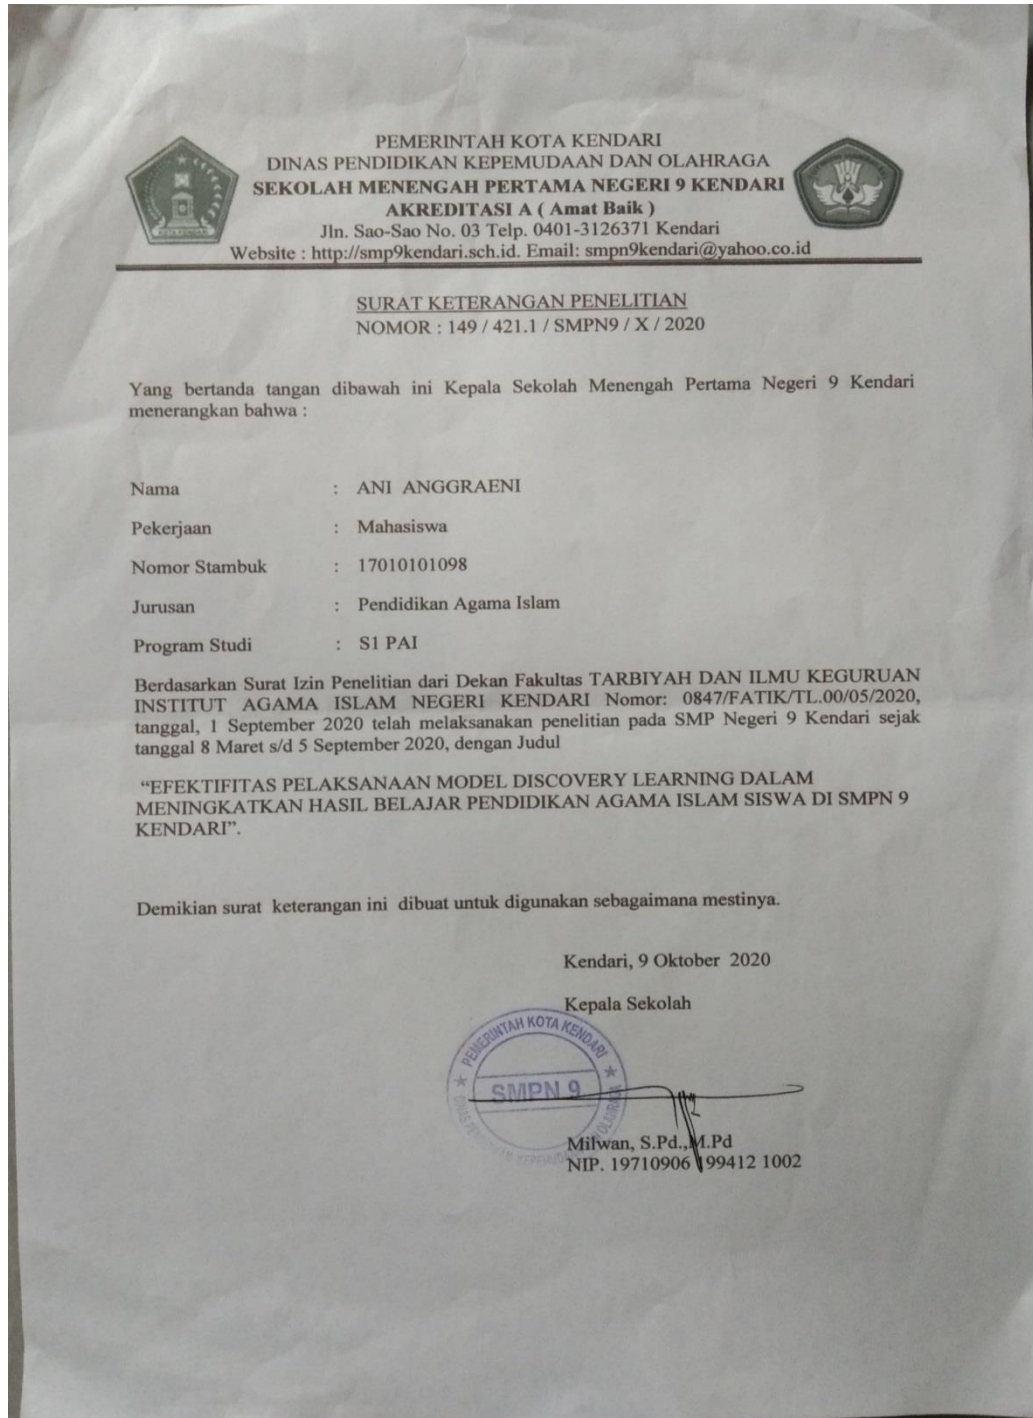 PEMERINTAH KOTA KENDARI
DINAS PENDIDIKAN KEPEMUDAAN DAN OLAHRAGA
SEKOLAH MENENGAH PERTAMA NEGERI 9 KENDARI
AKREDITASI A ( Amat Baik )
Jln. Sao-Sao No. 03 Telp. 0401-3126371 Kendari
Website : http://smp9kendari.sch.id. Email: smpn9kendari@yahoo.co.id
KOTA KENDARI
SURAT KETERANGAN PENELITIAN
NOMOR : 149 / 421.1 / SMPN9 / X / 2020
Yang bertanda tangan dibawah ini Kepala Sekolah Menengah Pertama Negeri 9 Kendari
menerangkan bahwa :
Nama : ANI ANGGRAENI
Pekerjaan : Mahasiswa
Nomor Stambuk : 17010101098
Jurusan : Pendidikan Agama Islam
Program Studi : S1 PAI
Berdasarkan Surat Izin Penelitian dari Dekan Fakultas TARBIYAH DAN ILMU KEGURUAN
INSTITUT AGAMA ISLAM NEGERI KENDARI Nomor: 0847/FATIK/TL.00/05/2020,
tanggal, 1 September 2020 telah melaksanakan penelitian pada SMP Negeri 9 Kendari sejak
tanggal 8 Maret s/d 5 September 2020, dengan Judul
“EFEKTIFITAS PELAKSANAAN MODEL DISCOVERY LEARNING DALAM
MENINGKATKAN HASIL BELAJAR PENDIDIKAN AGAMA ISLAM SISWA DI SMPN 9
KENDARI”.
Demikian surat keterangan ini dibuat untuk digunakan sebagaimana mestinya.
Kendari, 9 Oktober 2020
Kepala Sekolah
PEMERINTAH KOTA KENDARI
SMPN 9
Milwan, S.Pd.,M.Pd
NIP. 19710906 199412 1002